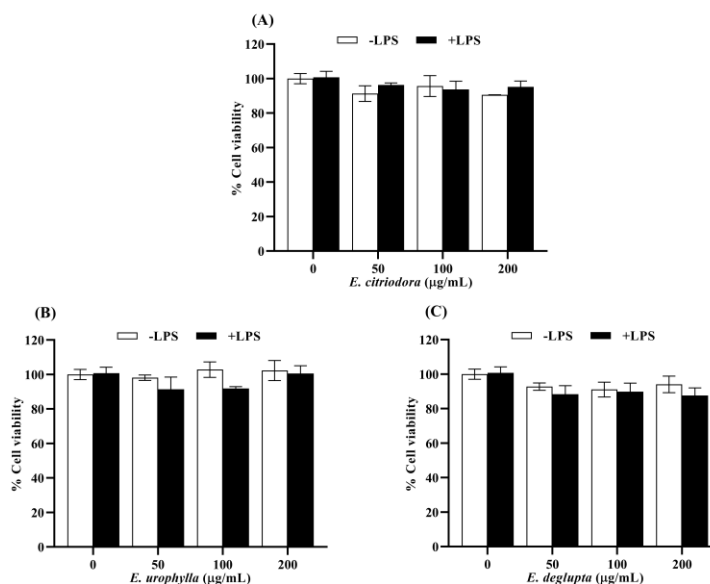 (A)
-LPS +LPS
120
100
80
60
40
20
0
% Cell viability
0 50 100 200
E. citriodora (µg/mL)
(B)
-LPS +LPS
120
100
80
60
40
20
0
% Cell viability
0 50 100 200
E. urophylla (µg/mL)
(C)
-LPS +LPS
120
100
80
60
40
20
0
% Cell viability
0 50 100 200
E. deglupta (µg/mL)